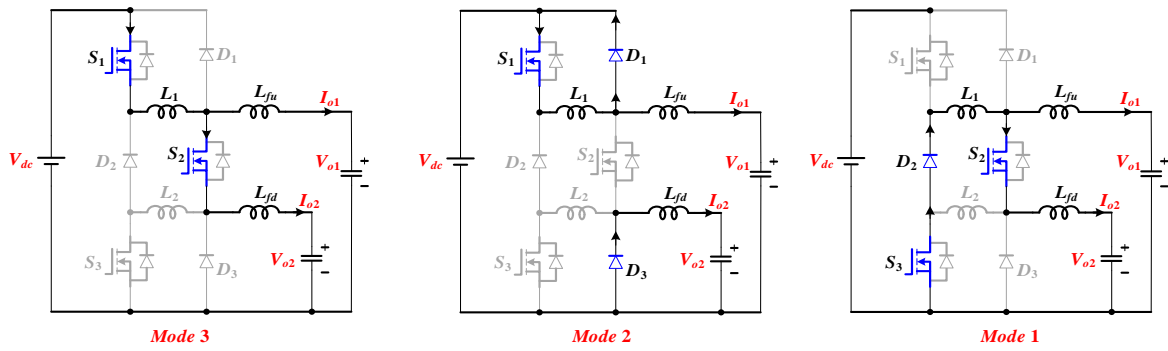 S1
D1
L1
Lfu
Io1
Vdc
D2
S2
Vo1
+
-
L2
Lfd
Io2
S3
D3
Vo2
+
-
Mode 3
S1
D1
L1
Lfu
Io1
Vdc
D2
S2
Vo1
+
-
L2
Lfd
Io2
S3
D3
Vo2
+
-
Mode 2
S1
D1
L1
Lfu
Io1
Vdc
D2
S2
Vo1
+
-
L2
Lfd
Io2
S3
D3
Vo2
+
-
Mode 1